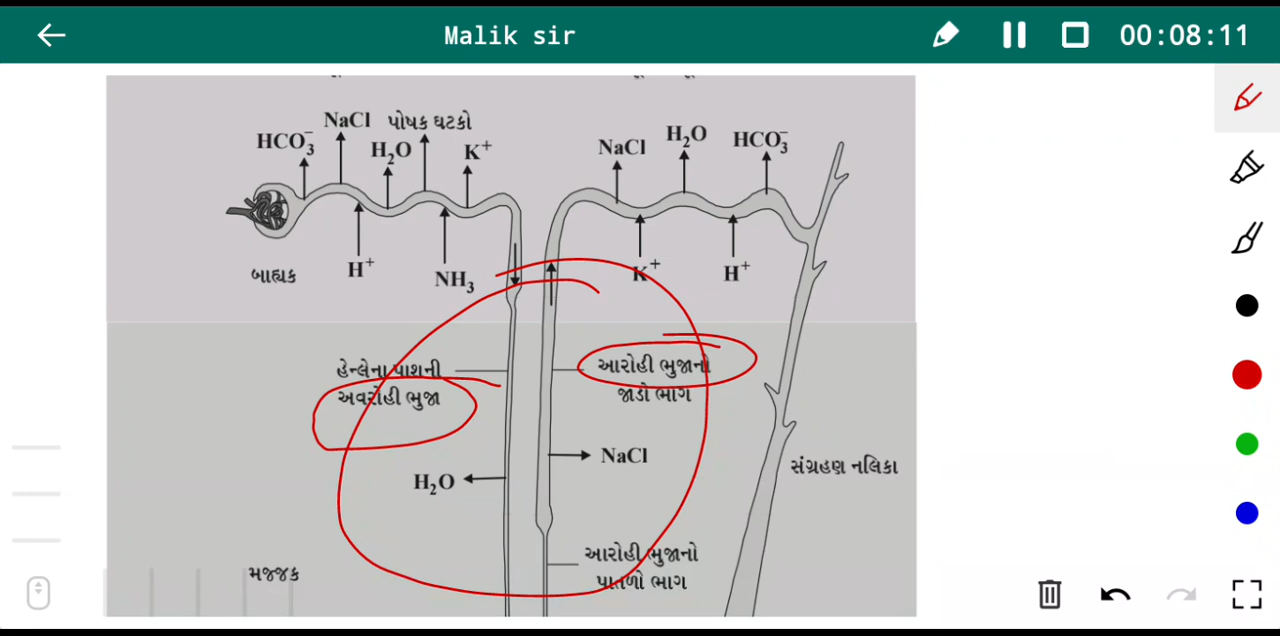 Malik sir
00:08:11
NaCl પોષક ઘટકો
HCO₃⁻
H₂O
K⁺
NaCl
H₂O
HCO₃⁻
બાહ્યક
H⁺
NH₃
K⁺
H⁺
હેન્લેના પાશની
અવરોહી ભુજા
આરોહી ભુજાનો
જાડો ભાગ
H₂O
NaCl
સંગ્રહણ નલિકા
આરોહી ભુજાનો
પાતળો ભાગ
મજ્જક